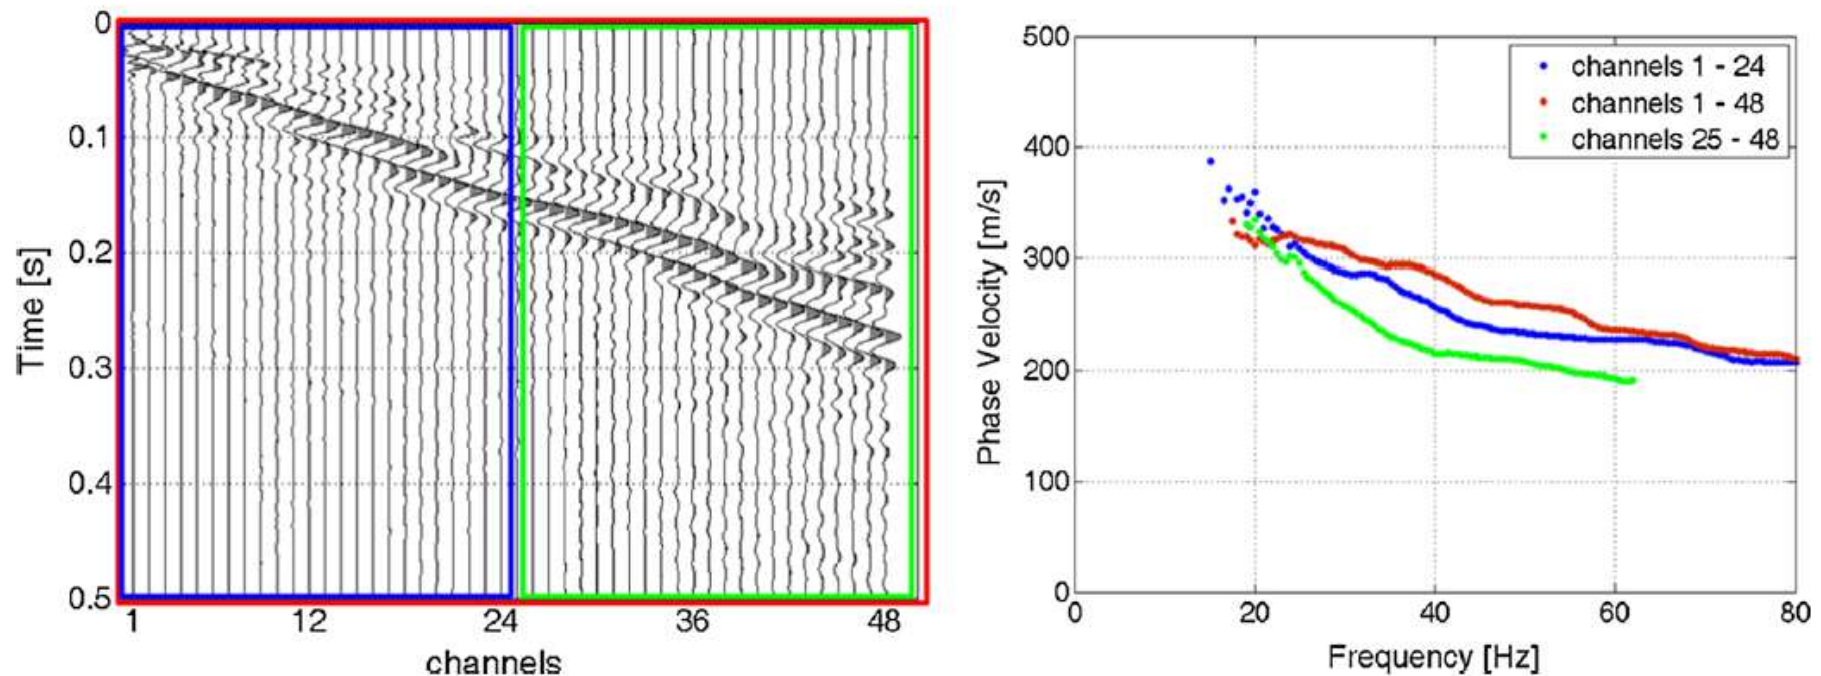 0
0.1
0.2
0.3
0.4
0.5
Time [s]
1 12 24 36 48
channels
500
400
300
200
100
0
Phase Velocity [m/s]
channels 1 - 24
channels 1 - 48
channels 25 - 48
0 20 40 60 80
Frequency [Hz]